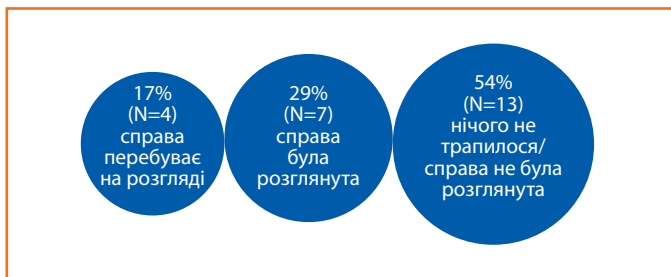 17%
(N=4)
справа
перебуває
на розгляді
29%
(N=7)
справа
була
розглянута
54%
(N=13)
нічого не
трапилося/
справа не була
розглянута